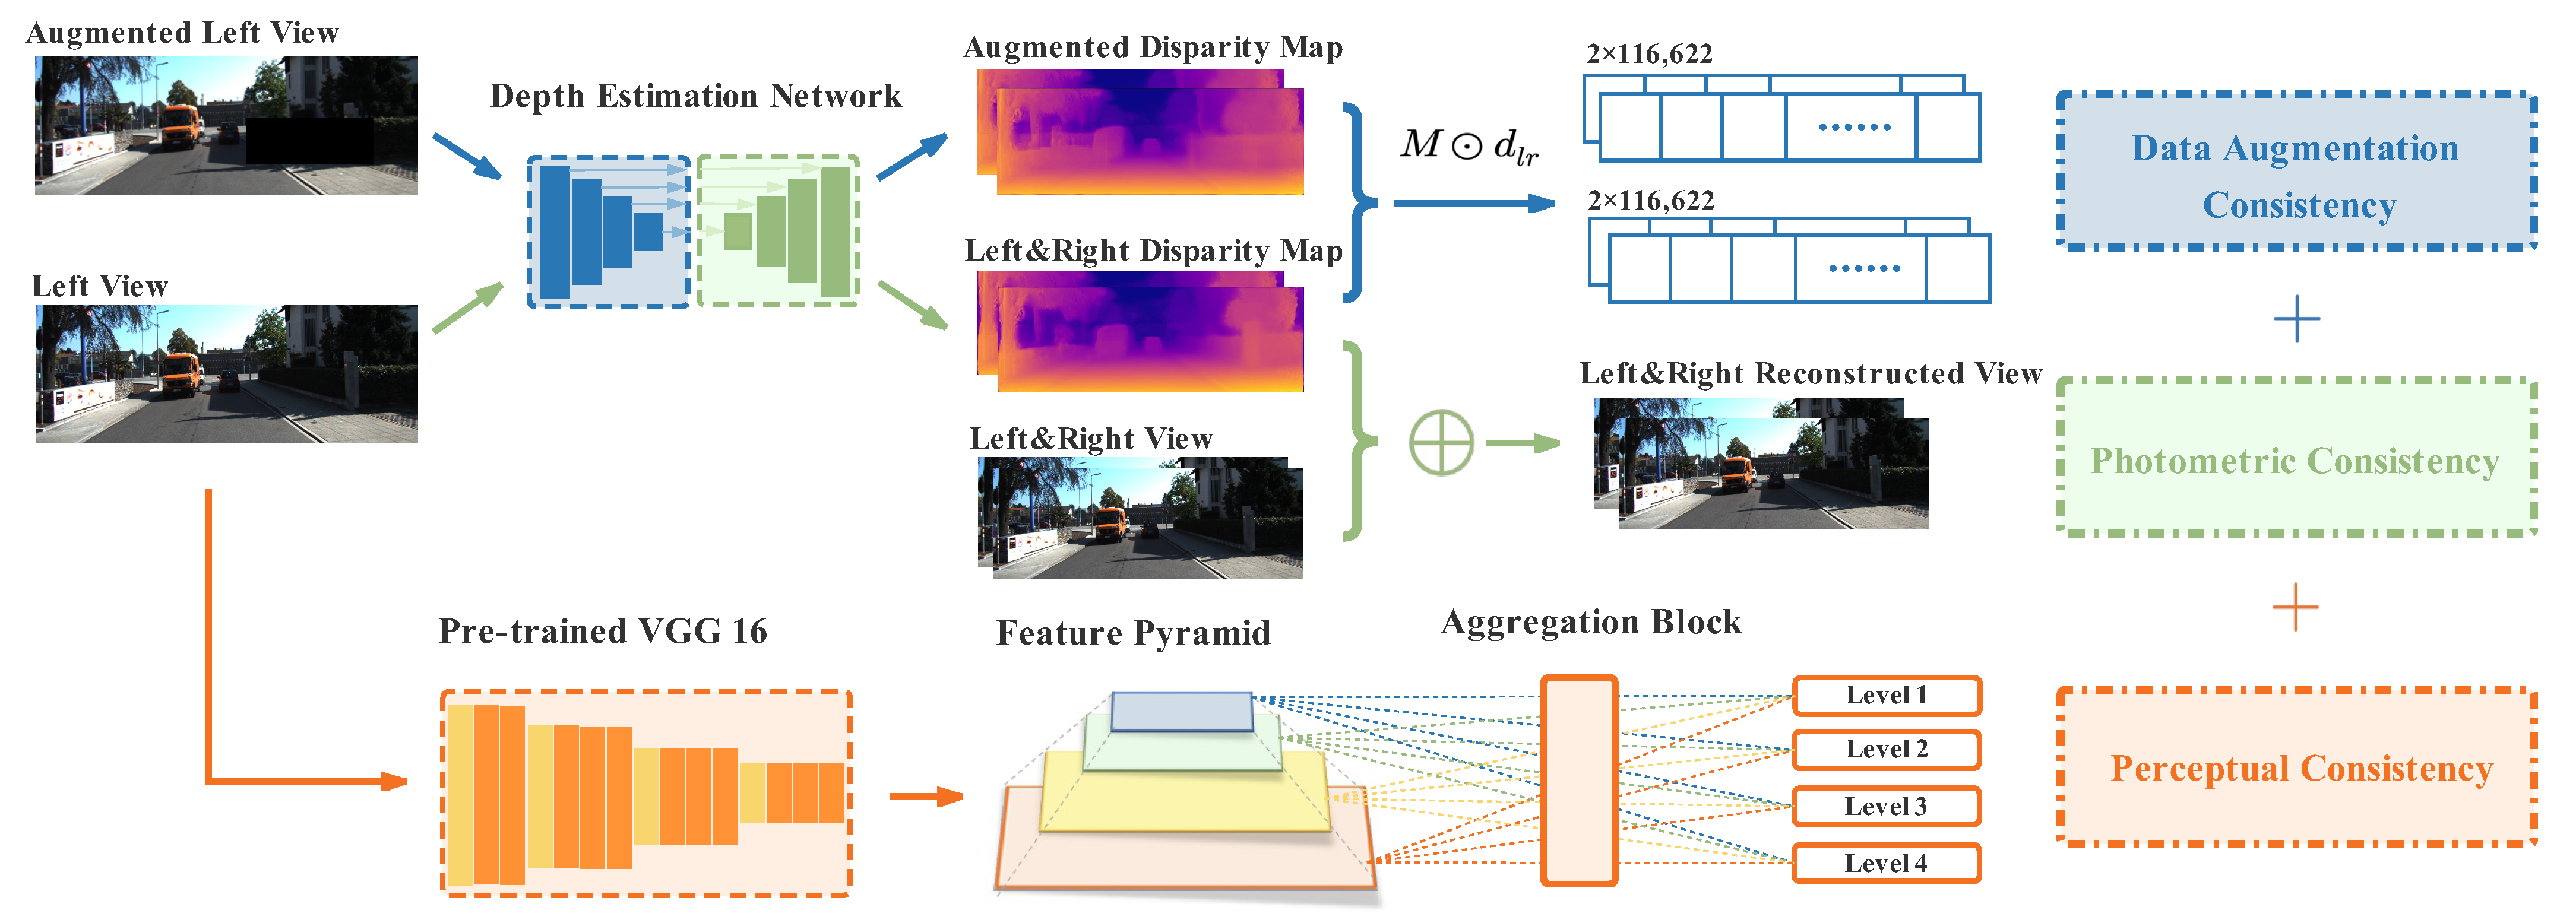 Augmented Left View
Depth Estimation Network
Augmented Disparity Map
2×116,622
M ⊙ d_{lr}
2×116,622
Data Augmentation
Consistency
Left View
Left&Right Disparity Map
Left&Right View
Left&Right Reconstructed View
Photometric Consistency
Pre-trained VGG 16
Feature Pyramid
Aggregation Block
Level 1
Level 2
Level 3
Level 4
Perceptual Consistency